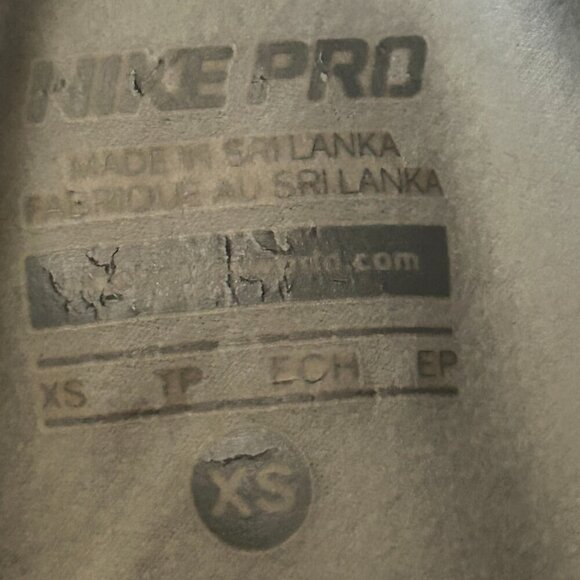 NIKE PRO
MADE IN SRI LANKA
FABRIQUE AU SRI LANKA
.com
XS TP ECH EP
XS